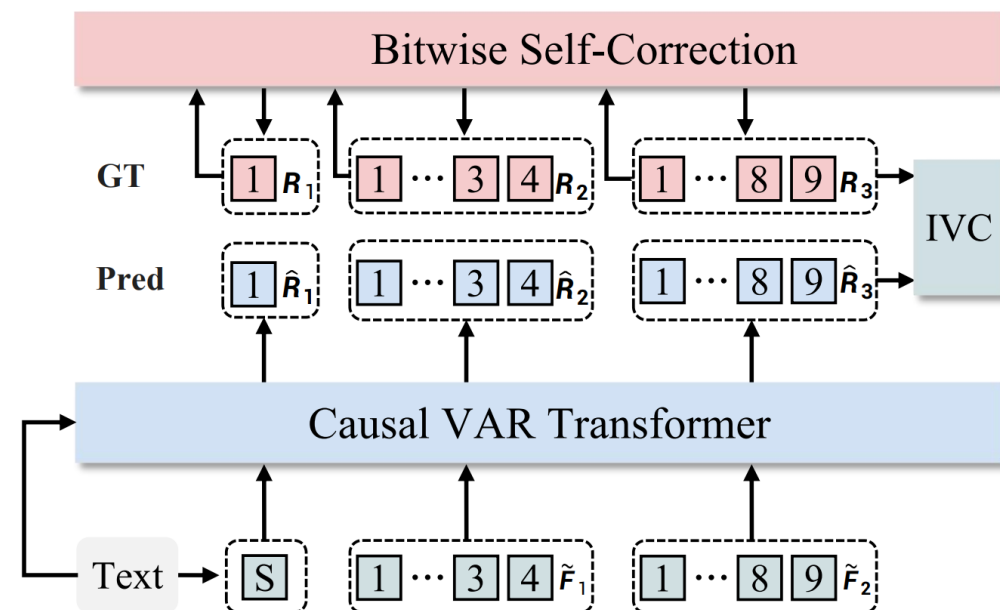 Bitwise Self-Correction
GT 1 R₁ 1 ··· 3 4 R₂ 1 ··· 8 9 R₃
IVC
Pred 1 R̂₁ 1 ··· 3 4 R̂₂ 1 ··· 8 9 R̂₃
Causal VAR Transformer
Text S 1 ··· 3 4 F̃₁ 1 ··· 8 9 F̃₂